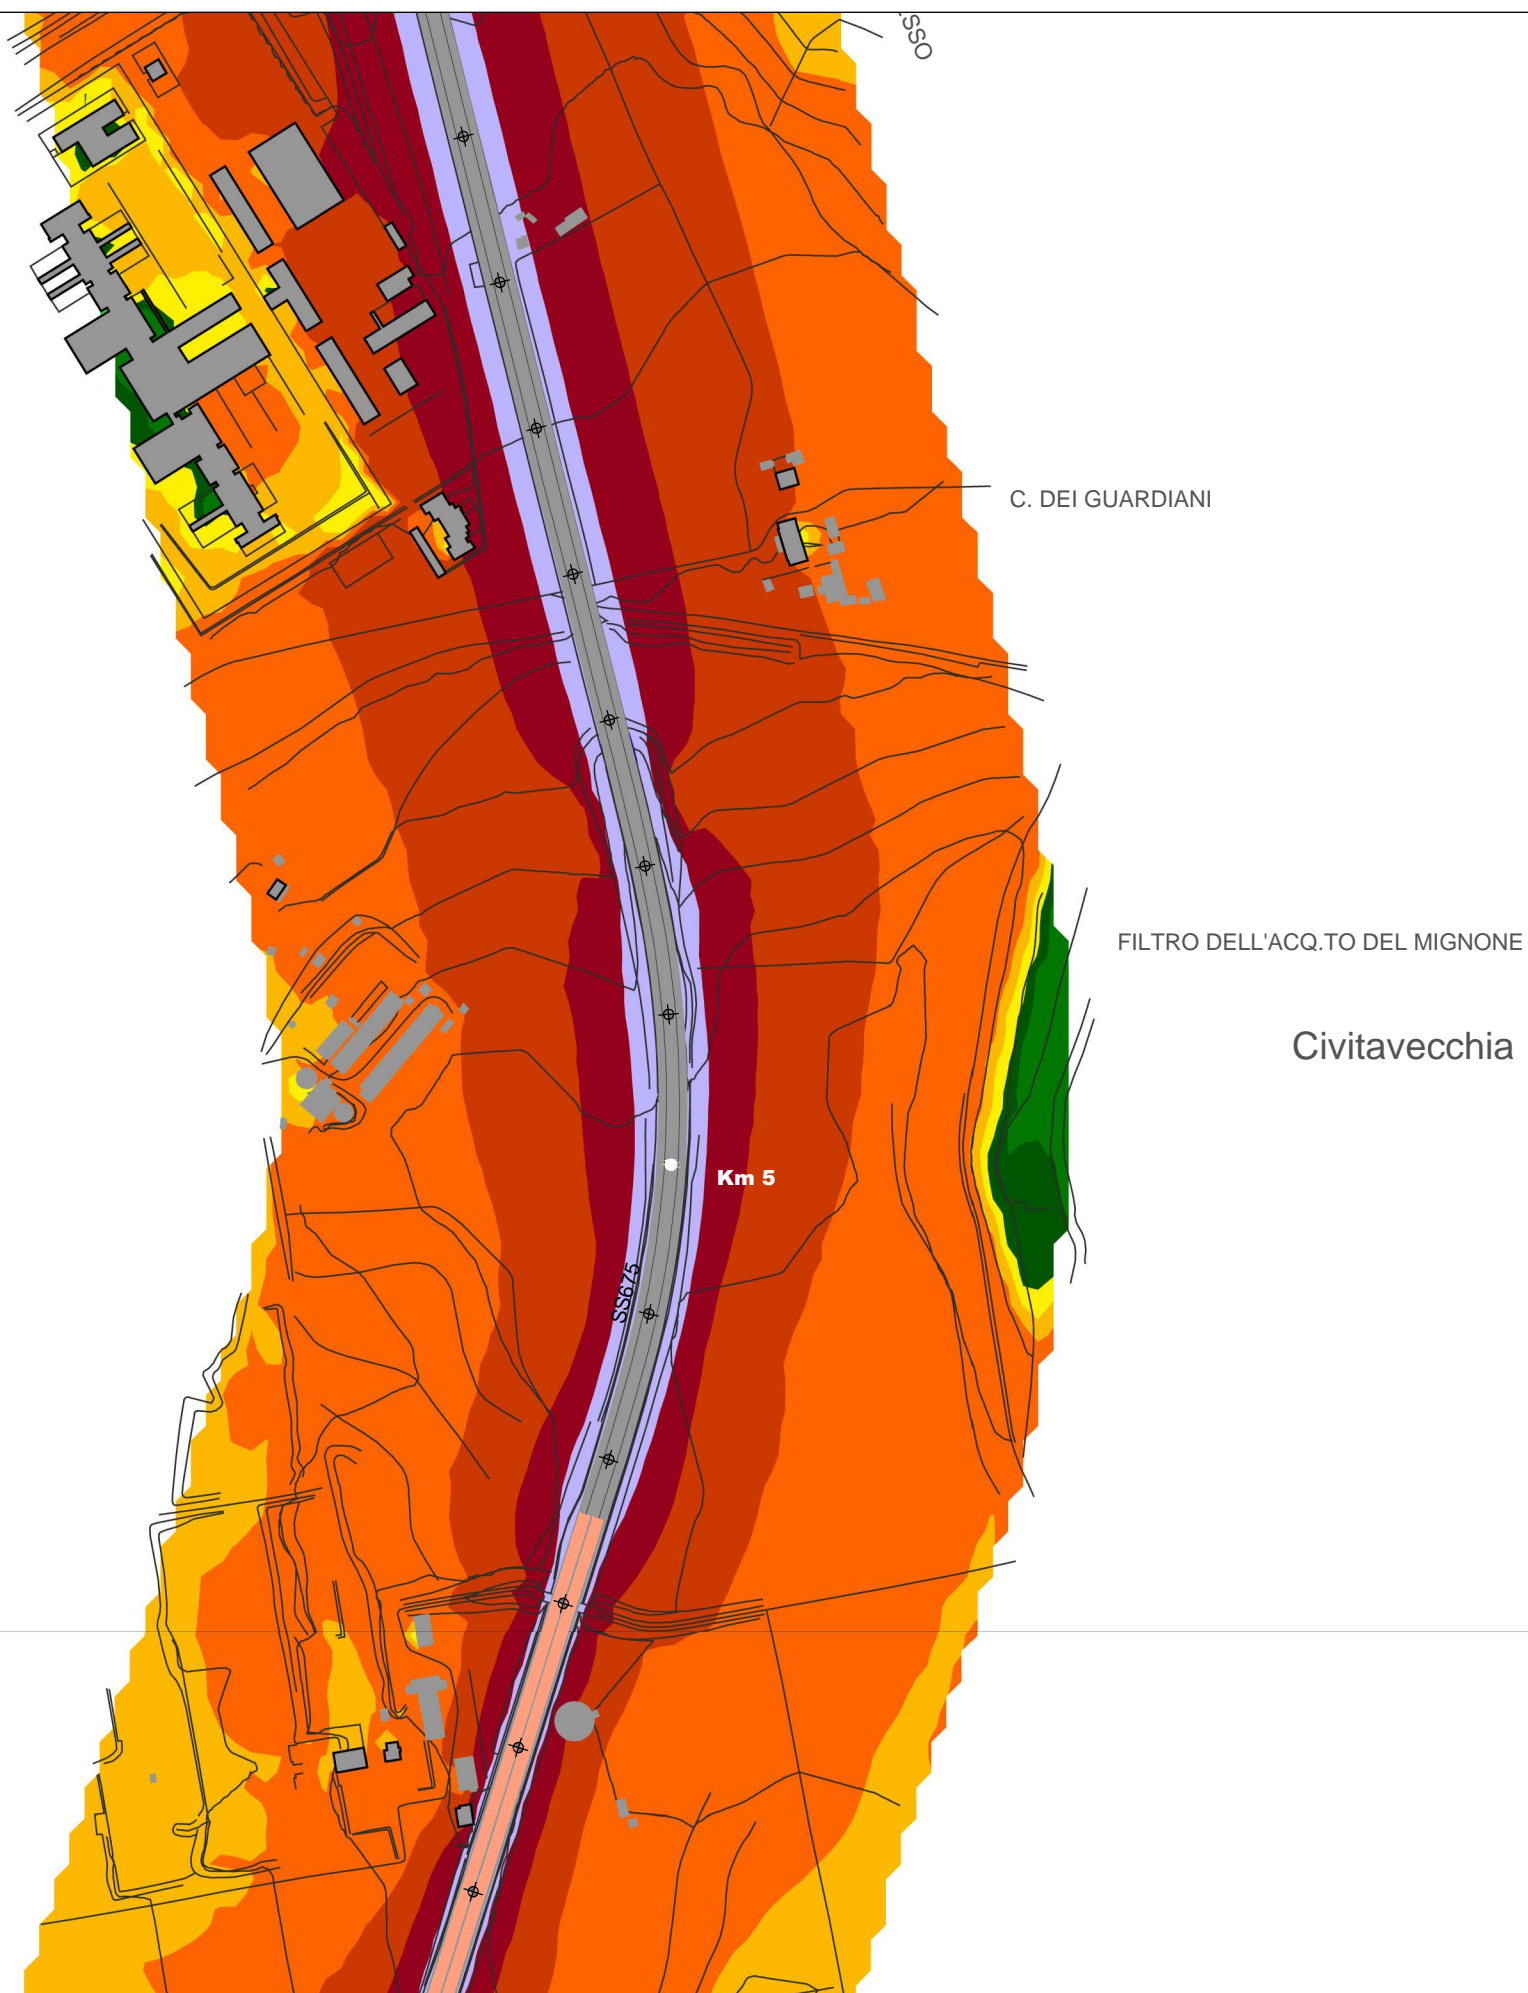 SSO
C. DEI GUARDIANI
FILTRO DELL'ACQ.TO DEL MIGNONE
Civitavecchia
Km 5
SS675